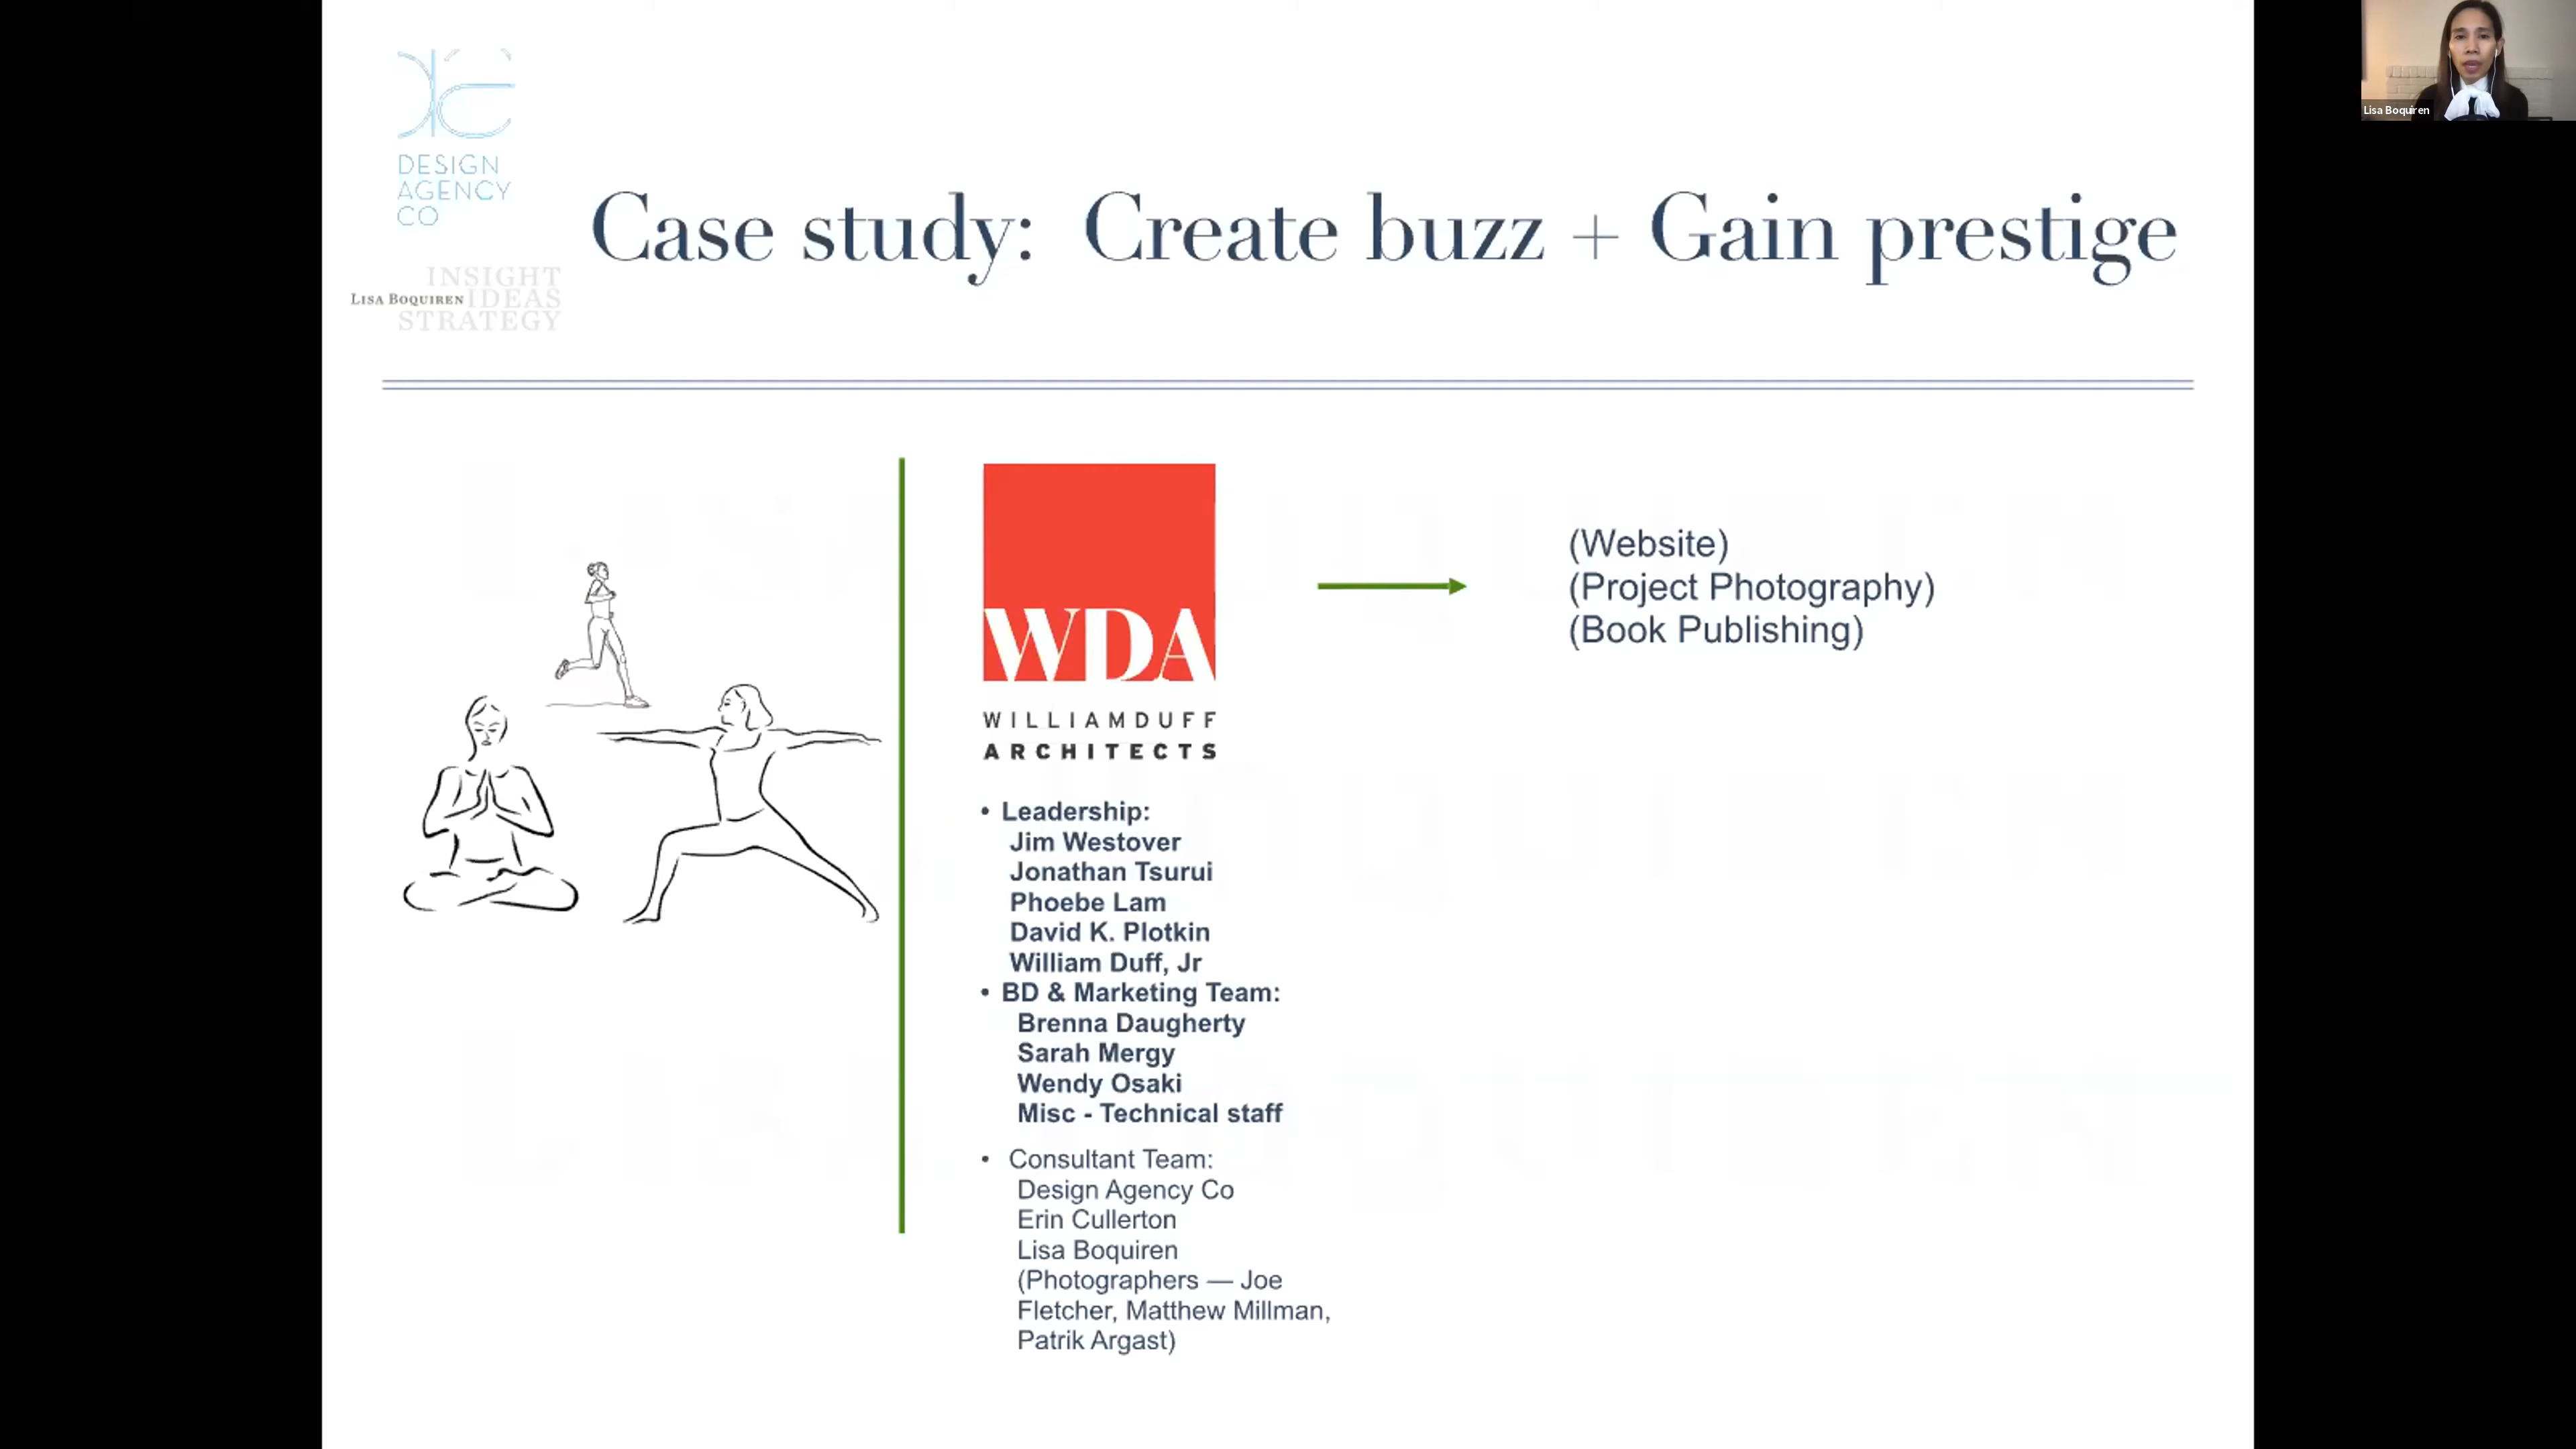 Lisa Boquiren
DESIGN
AGENCY
CO
Case study: Create buzz + Gain prestige
INSIGHT
LISA BOQUIREN IDEAS
STRATEGY
WDA
WILLIAMDUFF
ARCHITECTS
(Website)
(Project Photography)
(Book Publishing)
• Leadership:
Jim Westover
Jonathan Tsurui
Phoebe Lam
David K. Plotkin
William Duff, Jr
• BD & Marketing Team:
Brenna Daugherty
Sarah Mergy
Wendy Osaki
Misc - Technical staff
• Consultant Team:
Design Agency Co
Erin Cullerton
Lisa Boquiren
(Photographers — Joe
Fletcher, Matthew Millman,
Patrik Argast)